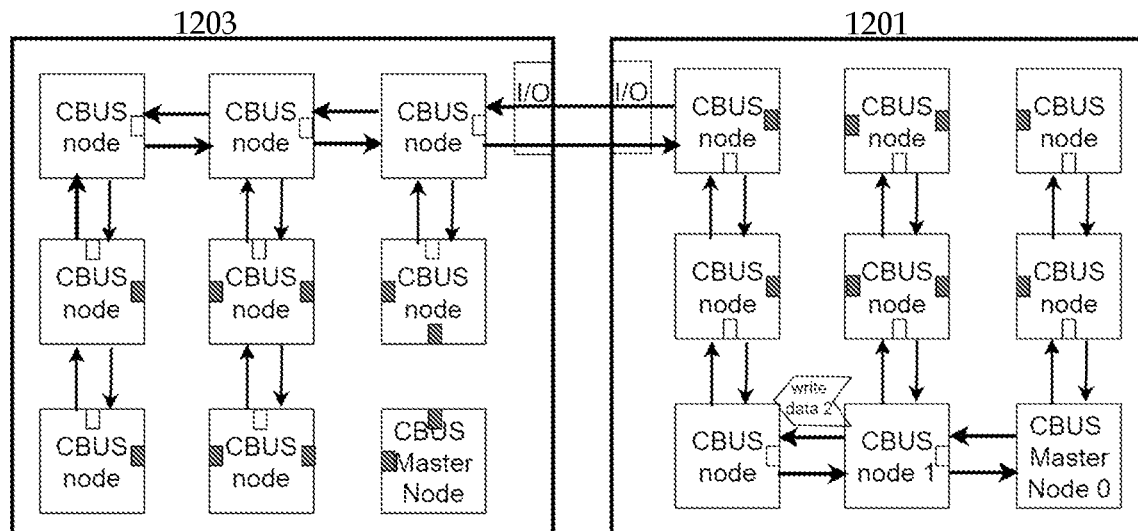 1203
1201
CBUS
node
CBUS
node
CBUS
node
I/O
I/O
CBUS
node
CBUS
node
CBUS
node
CBUS
node
CBUS
node
CBUS
node
CBUS
node
CBUS
node
CBUS
node
CBUS
node
CBUS
node
CBUS
Master
Node
write
data 2
CBUS
node
CBUS
node 1
CBUS
Master
Node 0